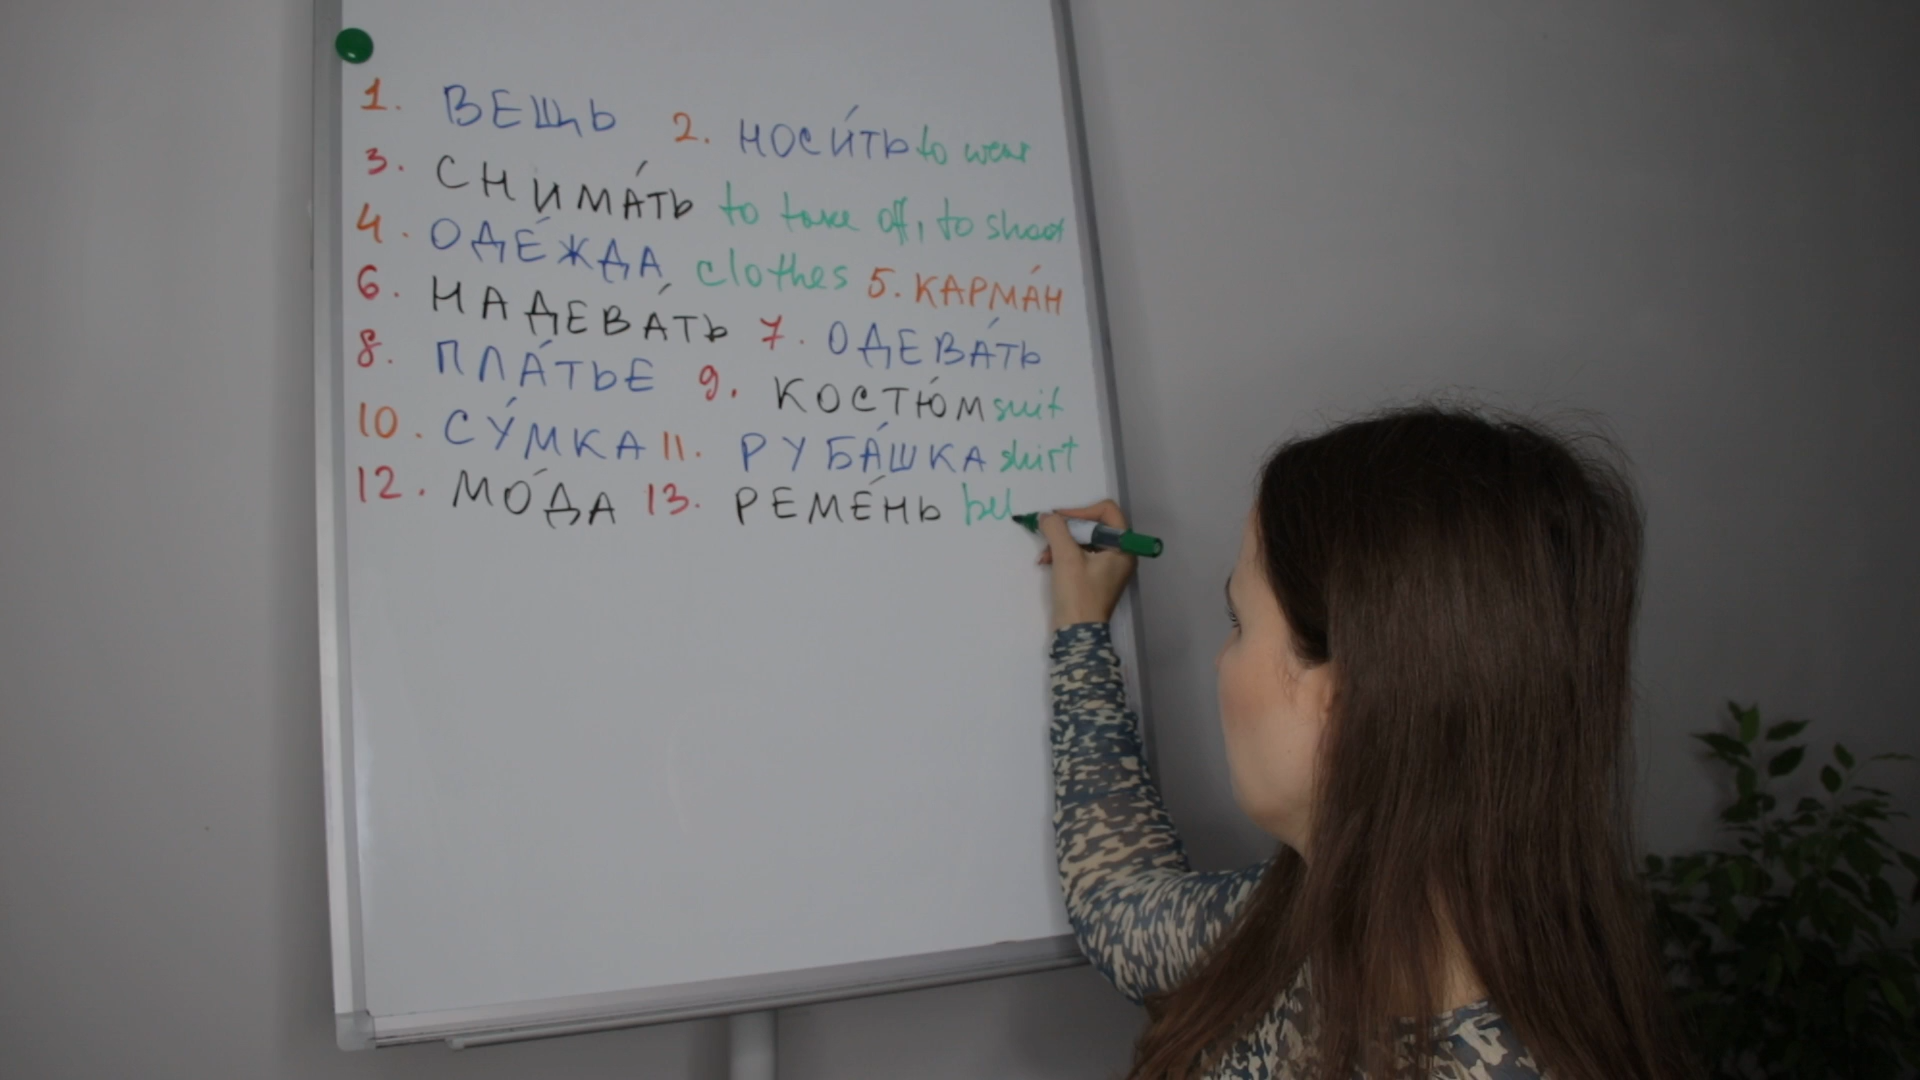 1. ВЕЩЬ 2. НОСИ́ТЬ to wear
3. СНИМА́ТЬ to take off, to shoot
4. ОДЕ́ЖДА clothes 5. КАРМА́Н
6. НАДЕВА́ТЬ 7. ОДЕВА́ТЬ
8. ПЛА́ТЬЕ 9. КОСТЮ́М suit
10. СУ́МКА 11. РУБА́ШКА shirt
12. МО́ДА 13. РЕМЕ́НЬ bel